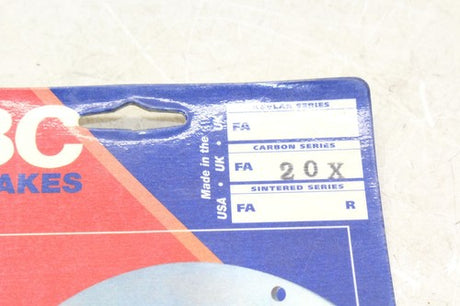 BC
AKES
Made in the
USA • UK • U
KEVLAR SERIES
FA
CARBON SERIES
FA 20X
SINTERED SERIES
FA R